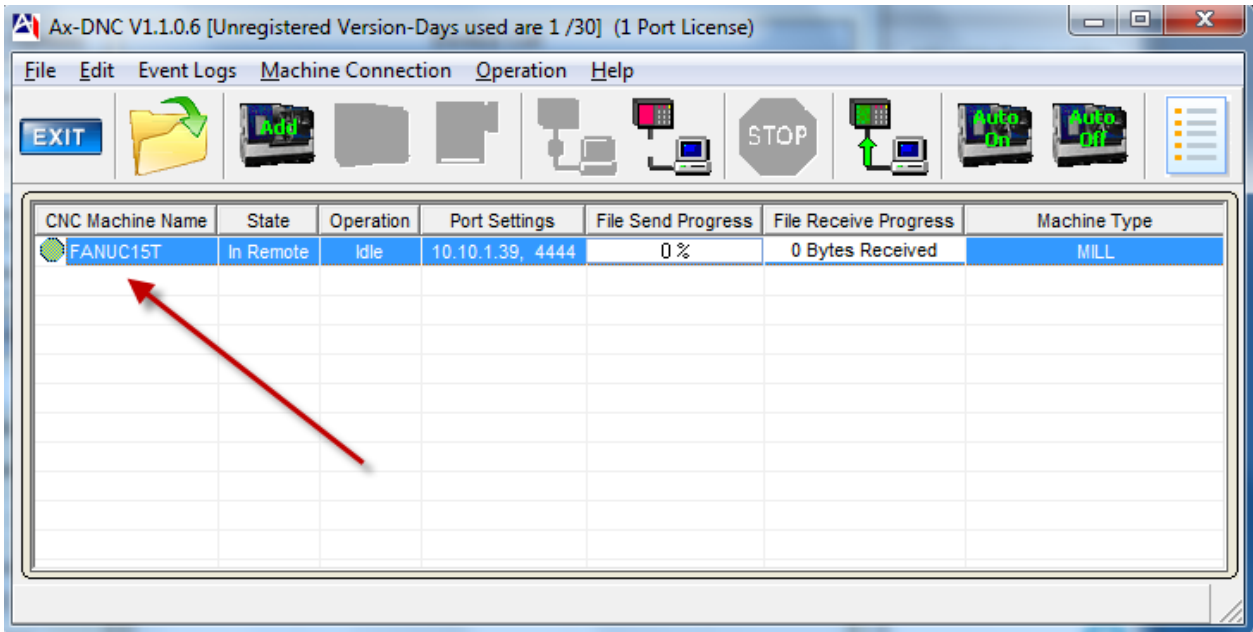 Ax-DNC V1.1.0.6 [Unregistered Version-Days used are 1 /30] (1 Port License)
File Edit Event Logs Machine Connection Operation Help
EXIT Add STOP Auto On Auto Off
CNC Machine Name State Operation Port Settings File Send Progress File Receive Progress Machine Type
FANUC15T In Remote Idle 10.10.1.39, 4444 0 % 0 Bytes Received MILL